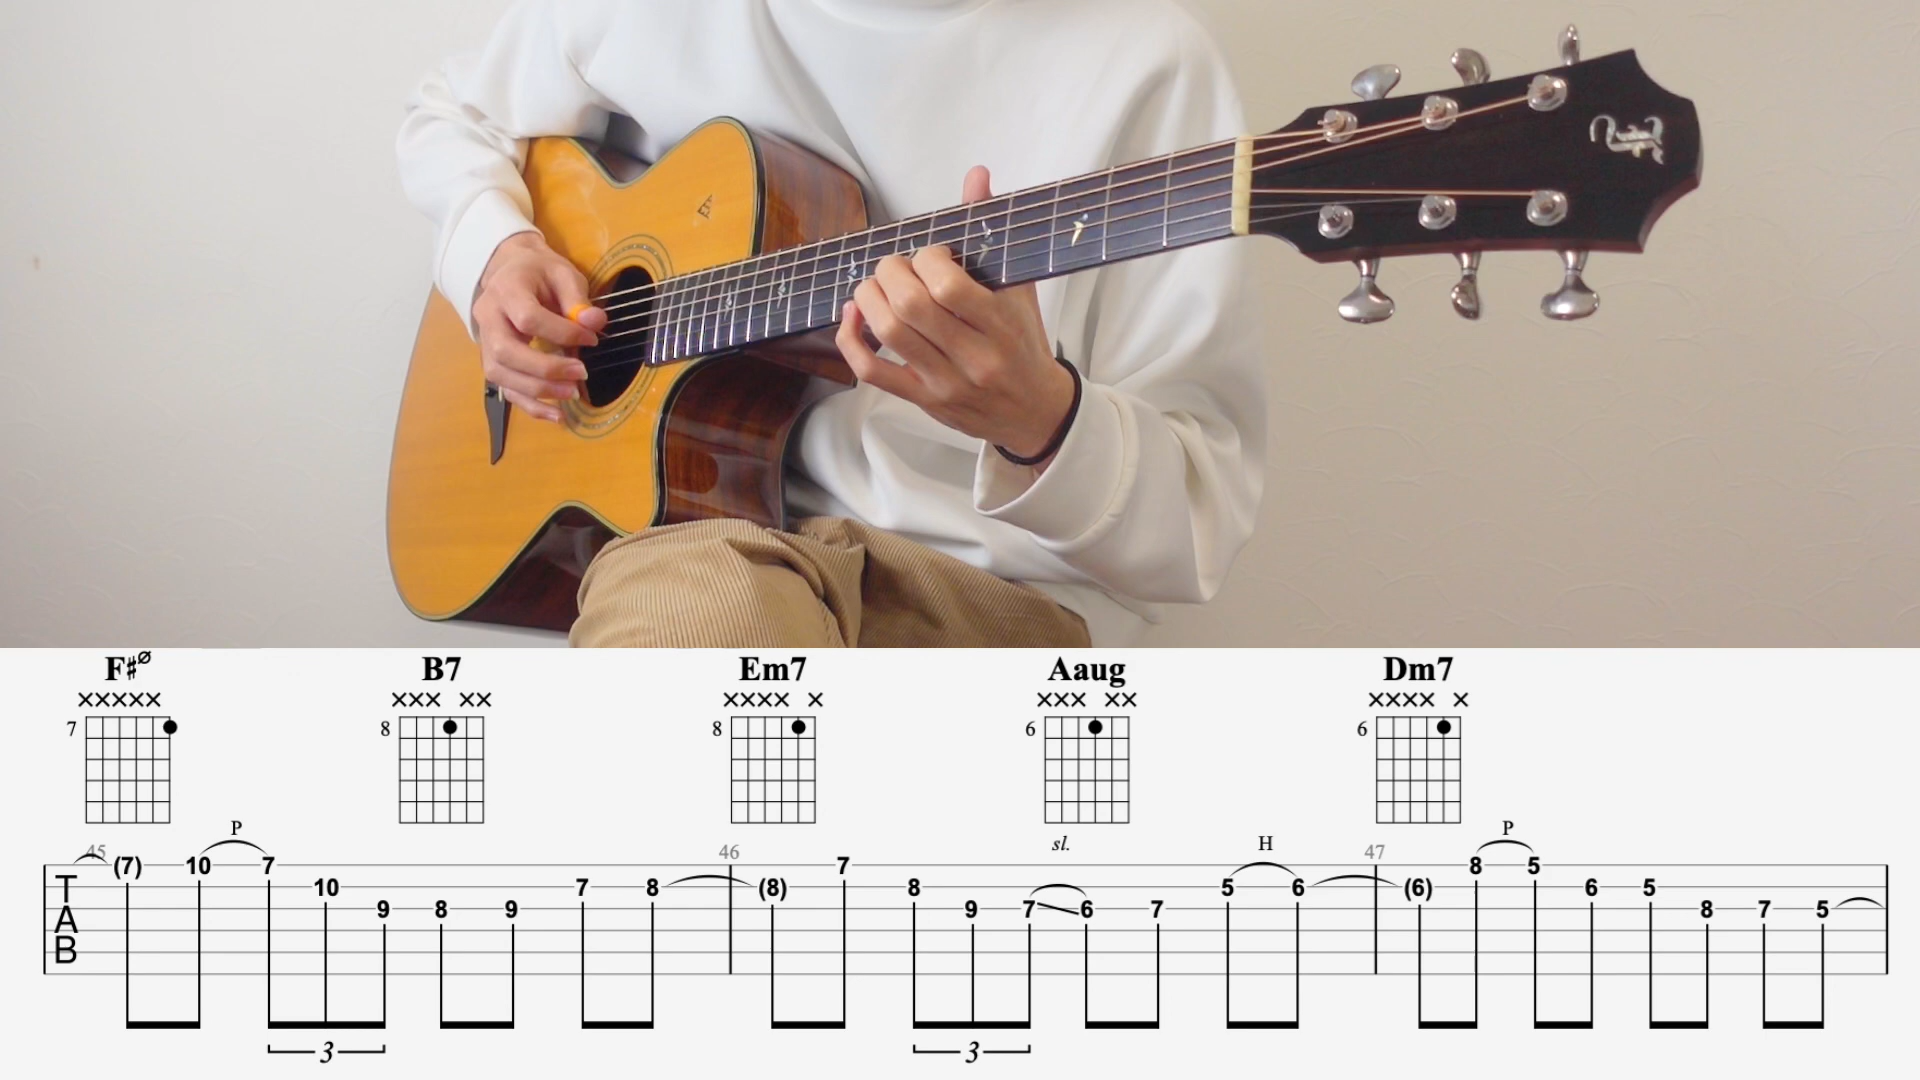 F
F#ø B7 Em7 Aaug Dm7
××××× ××× ×× ×××× × ××× ×× ×××× ×
7 8 8 6 6
P sl. H P
45 46 47
(7) 10 7 7 8 5
T 10 7 8 (8) 8 5 6 (6) 6 5
A 9 8 9 9 7 6 7 8 7 5
B
3 3